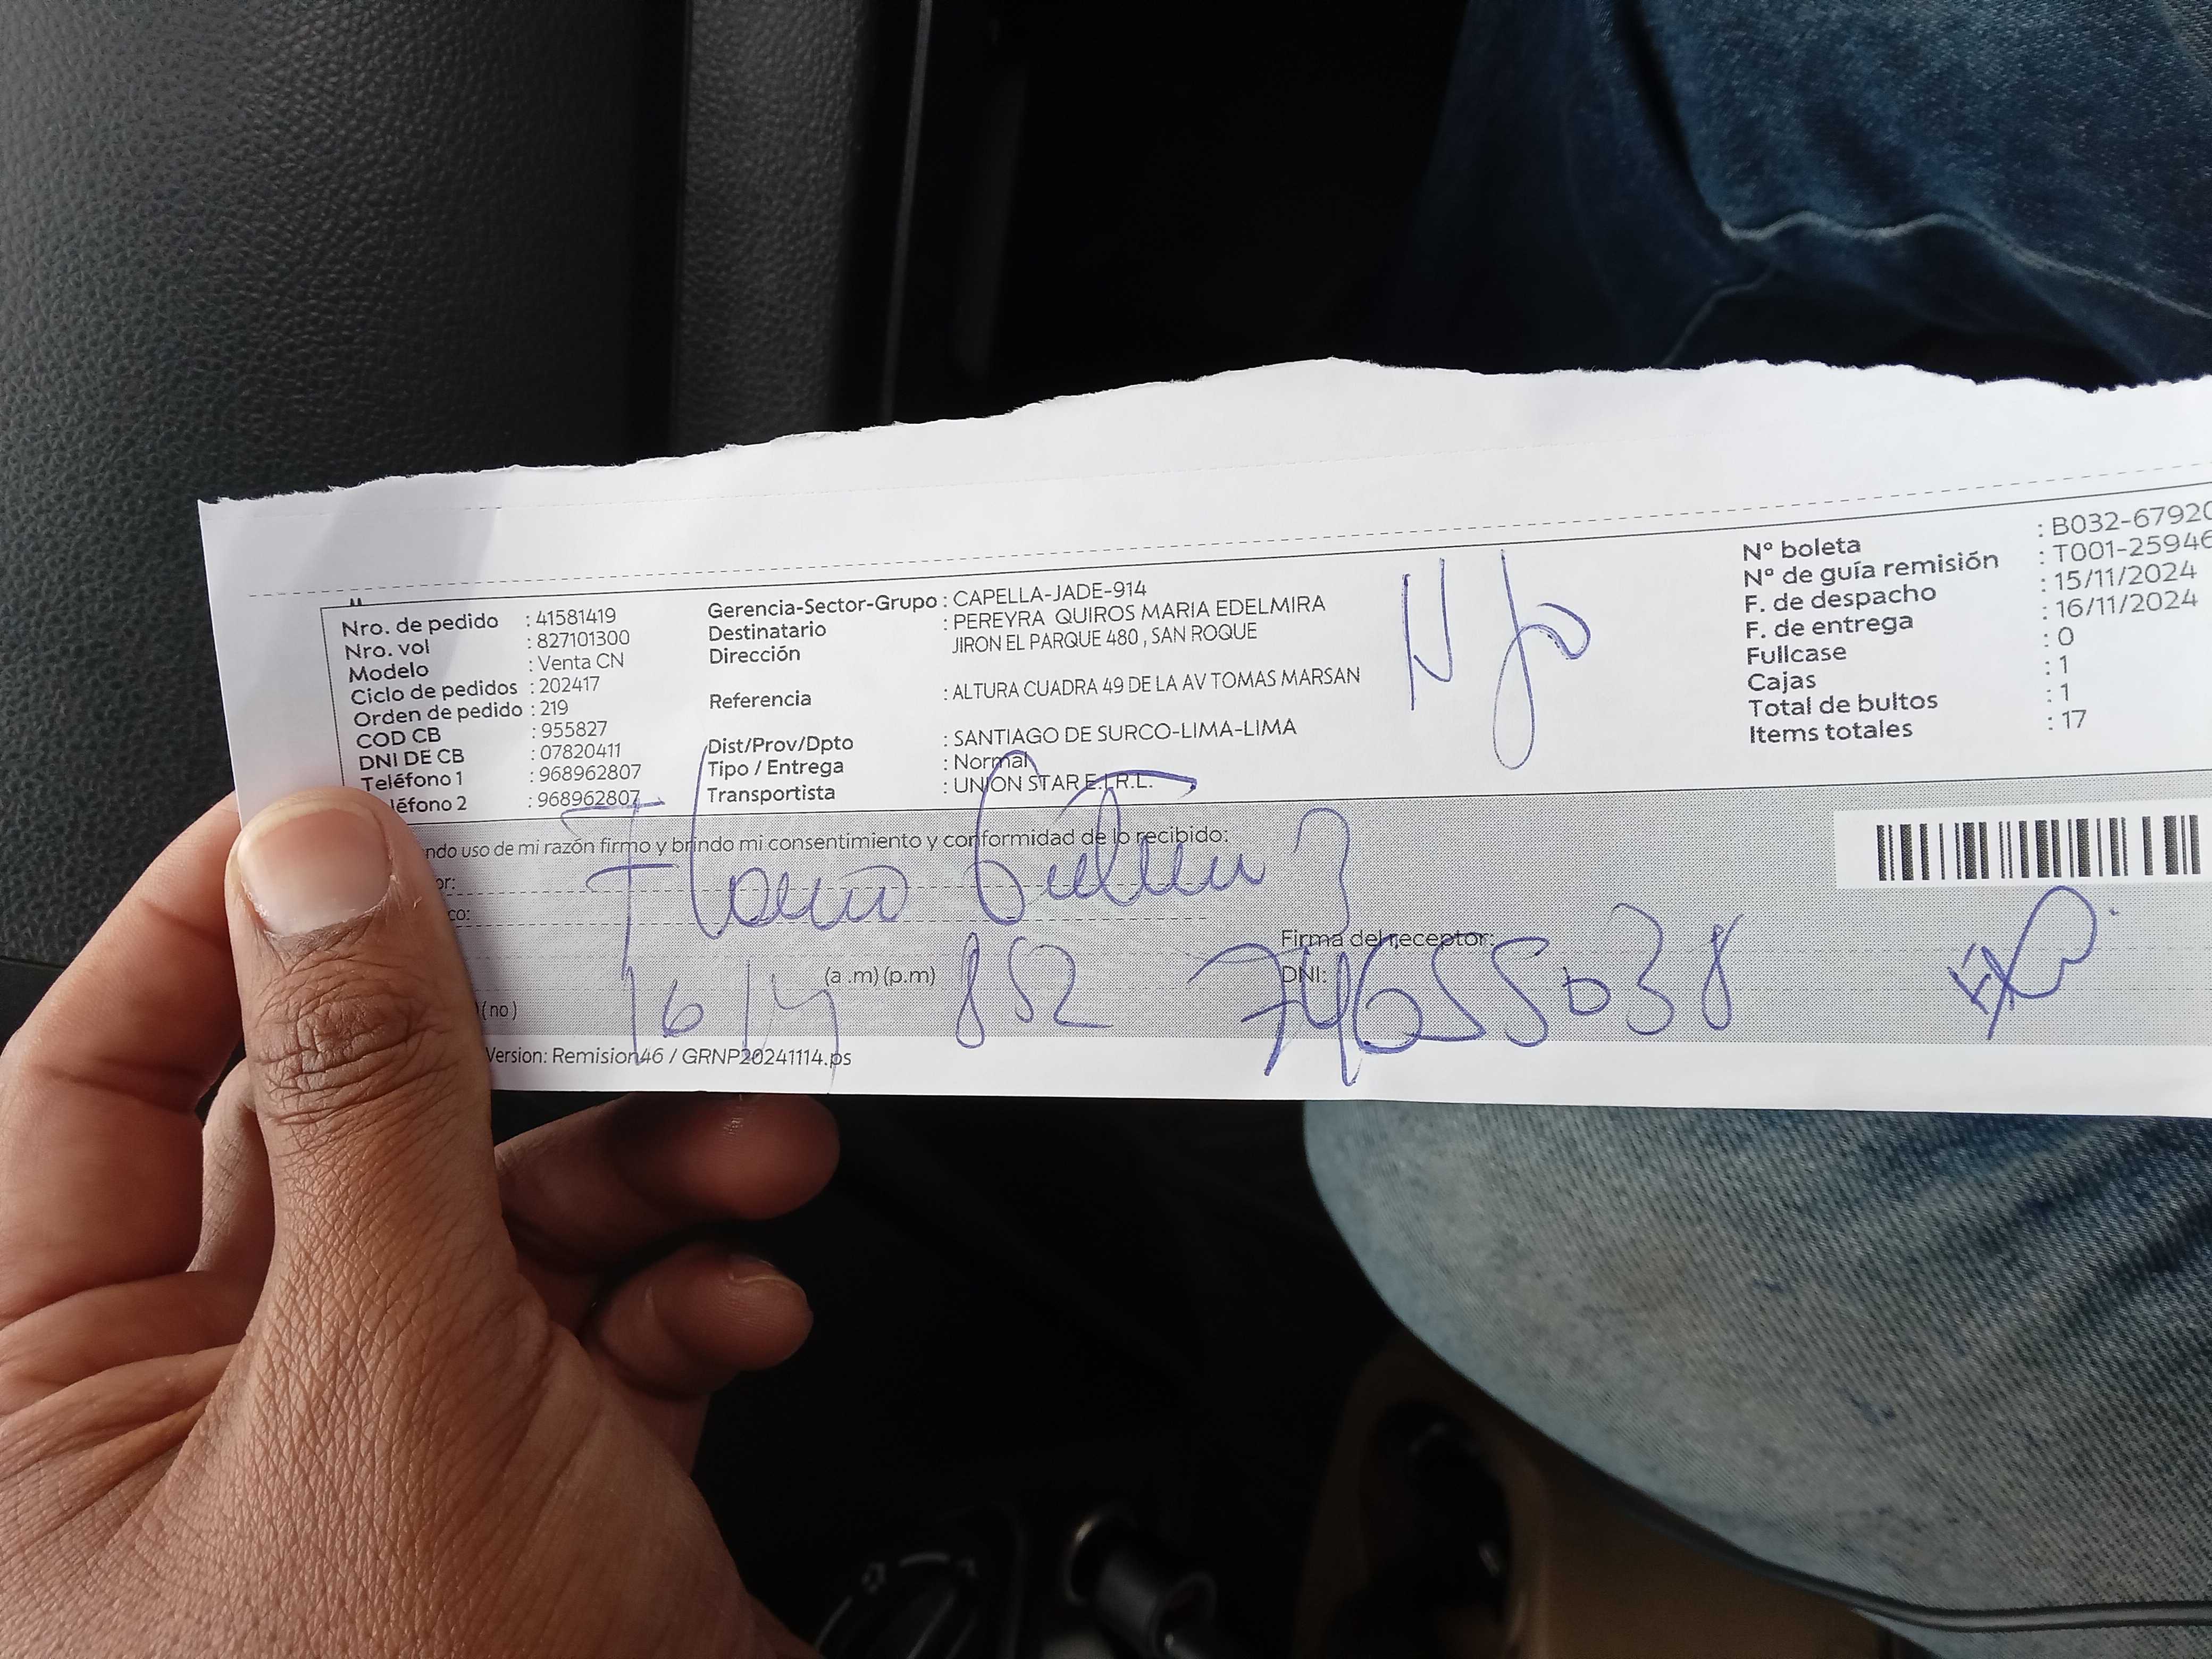 Nro. de pedido : 41581419
Nro. vol : 827101300
Modelo : Venta CN
Ciclo de pedidos : 202417
Orden de pedido : 219
COD CB : 955827
DNI DE CB : 07820411
Teléfono 1 : 968962807
léfono 2 : 968962807
Gerencia-Sector-Grupo : CAPELLA-JADE-914
Destinatario : PEREYRA QUIROS MARIA EDELMIRA
Dirección JIRON EL PARQUE 480 , SAN ROQUE
Referencia : ALTURA CUADRA 49 DE LA AV TOMAS MARSAN
Dist/Prov/Dpto : SANTIAGO DE SURCO-LIMA-LIMA
Tipo / Entrega : Normal
Transportista : UNION STAR E.I.R.L.
Hijo
Nº boleta : B032-67920
Nº de guía remisión : T001-25946
F. de despacho : 15/11/2024
F. de entrega : 16/11/2024
Fullcase : 0
Cajas : 1
Total de bultos : 1
Items totales : 17
ndo uso de mi razón firmo y brindo mi consentimiento y conformidad de lo recibido:
or:
co:
Firma del receptor:
(a .m) (p.m) 852
DNI: 74655038
(no)
Version: Remision46 / GRNP20241114.ps